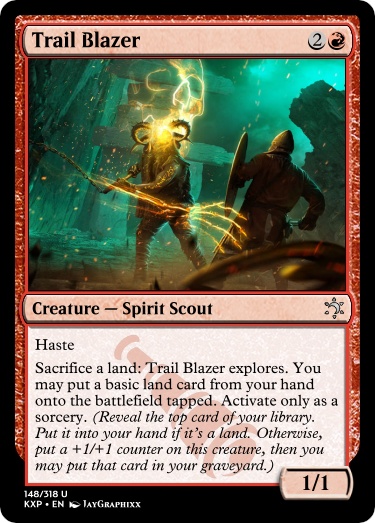 Trail Blazer 2
Creature — Spirit Scout
Haste
Sacrifice a land: Trail Blazer explores. You
may put a basic land card from your hand
onto the battlefield tapped. Activate only as a
sorcery. (Reveal the top card of your library.
Put it into your hand if it's a land. Otherwise,
put a +1/+1 counter on this creature, then you
may put that card in your graveyard.)
1/1
148/318 U
KXP • EN JayGraphixx